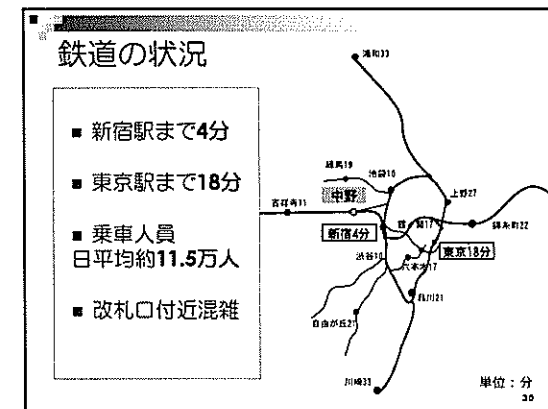 鉄道の状況
■ 新宿駅まで4分
■ 東京駅まで18分
■ 乗車人員
日平均約11.5万人
■ 改札口付近混雑
浦和33
練馬19
池袋10
上野27
吉祥寺11
中野
錦糸町22
新宿4分
東京18分
渋谷10
六本木17
品川21
自由が丘21
川崎33
単位：分
30